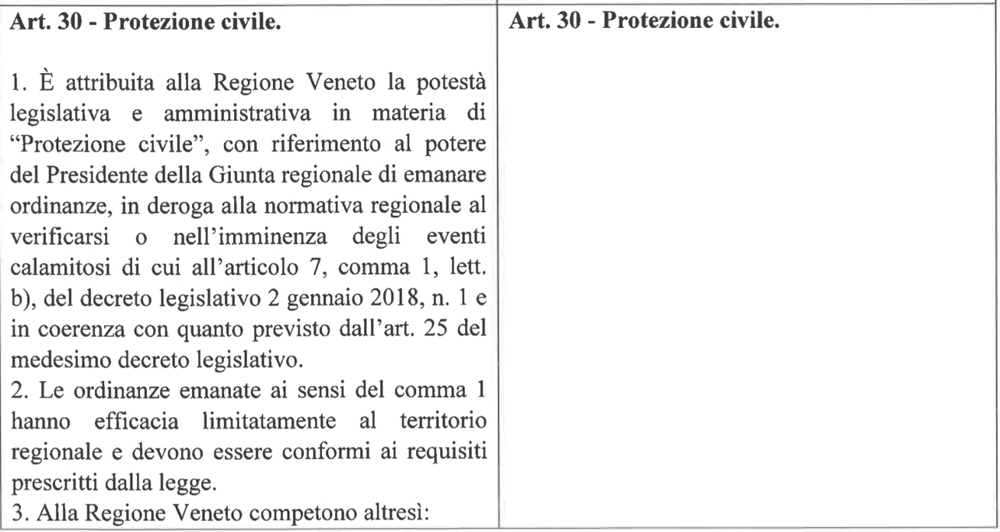 Art. 30 - Protezione civile.
1. È attribuita alla Regione Veneto la potestà
legislativa e amministrativa in materia di
“Protezione civile”, con riferimento al potere
del Presidente della Giunta regionale di emanare
ordinanze, in deroga alla normativa regionale al
verificarsi o nell’imminenza degli eventi
calamitosi di cui all’articolo 7, comma 1, lett.
b), del decreto legislativo 2 gennaio 2018, n. 1 e
in coerenza con quanto previsto dall’art. 25 del
medesimo decreto legislativo.
2. Le ordinanze emanate ai sensi del comma 1
hanno efficacia limitatamente al territorio
regionale e devono essere conformi ai requisiti
prescritti dalla legge.
3. Alla Regione Veneto competono altresì:
Art. 30 - Protezione civile.